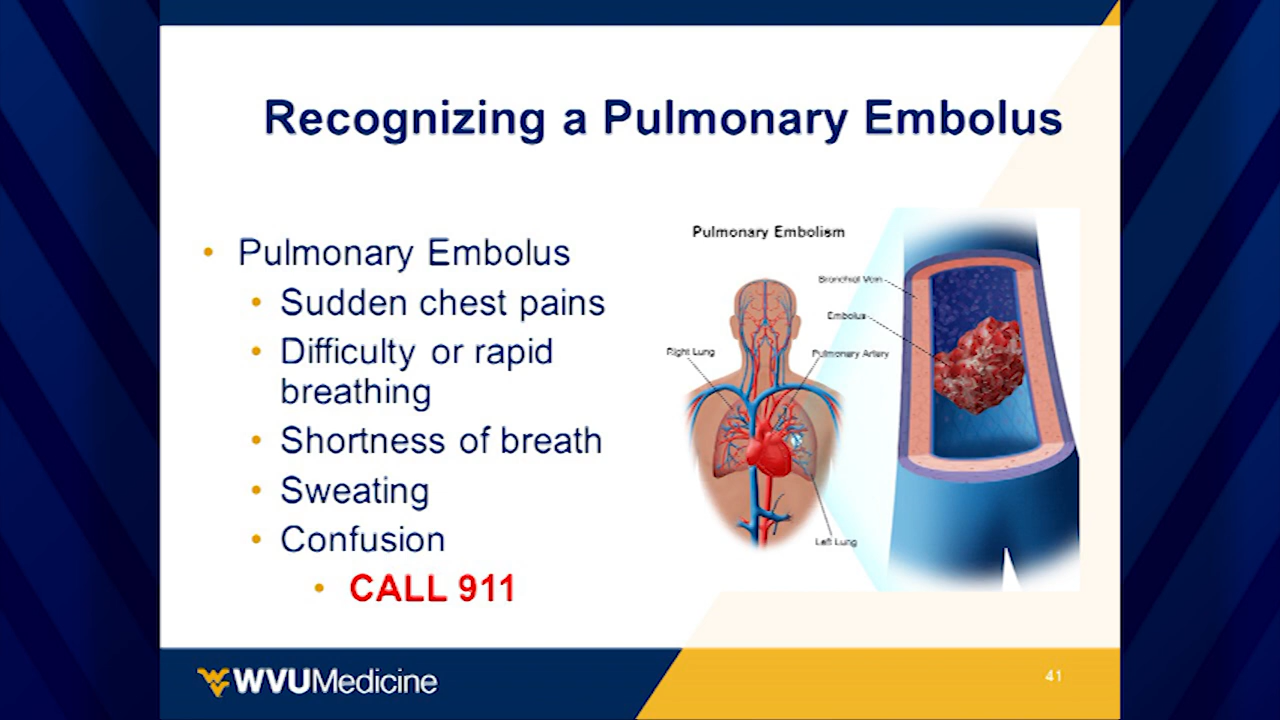 Recognizing a Pulmonary Embolus
• Pulmonary Embolus
• Sudden chest pains
• Difficulty or rapid
breathing
• Shortness of breath
• Sweating
• Confusion
• CALL 911
Pulmonary Embolism
Bronchial Vein
Embolus
Right Lung
Pulmonary Artery
Left Lung
WVUMedicine
41